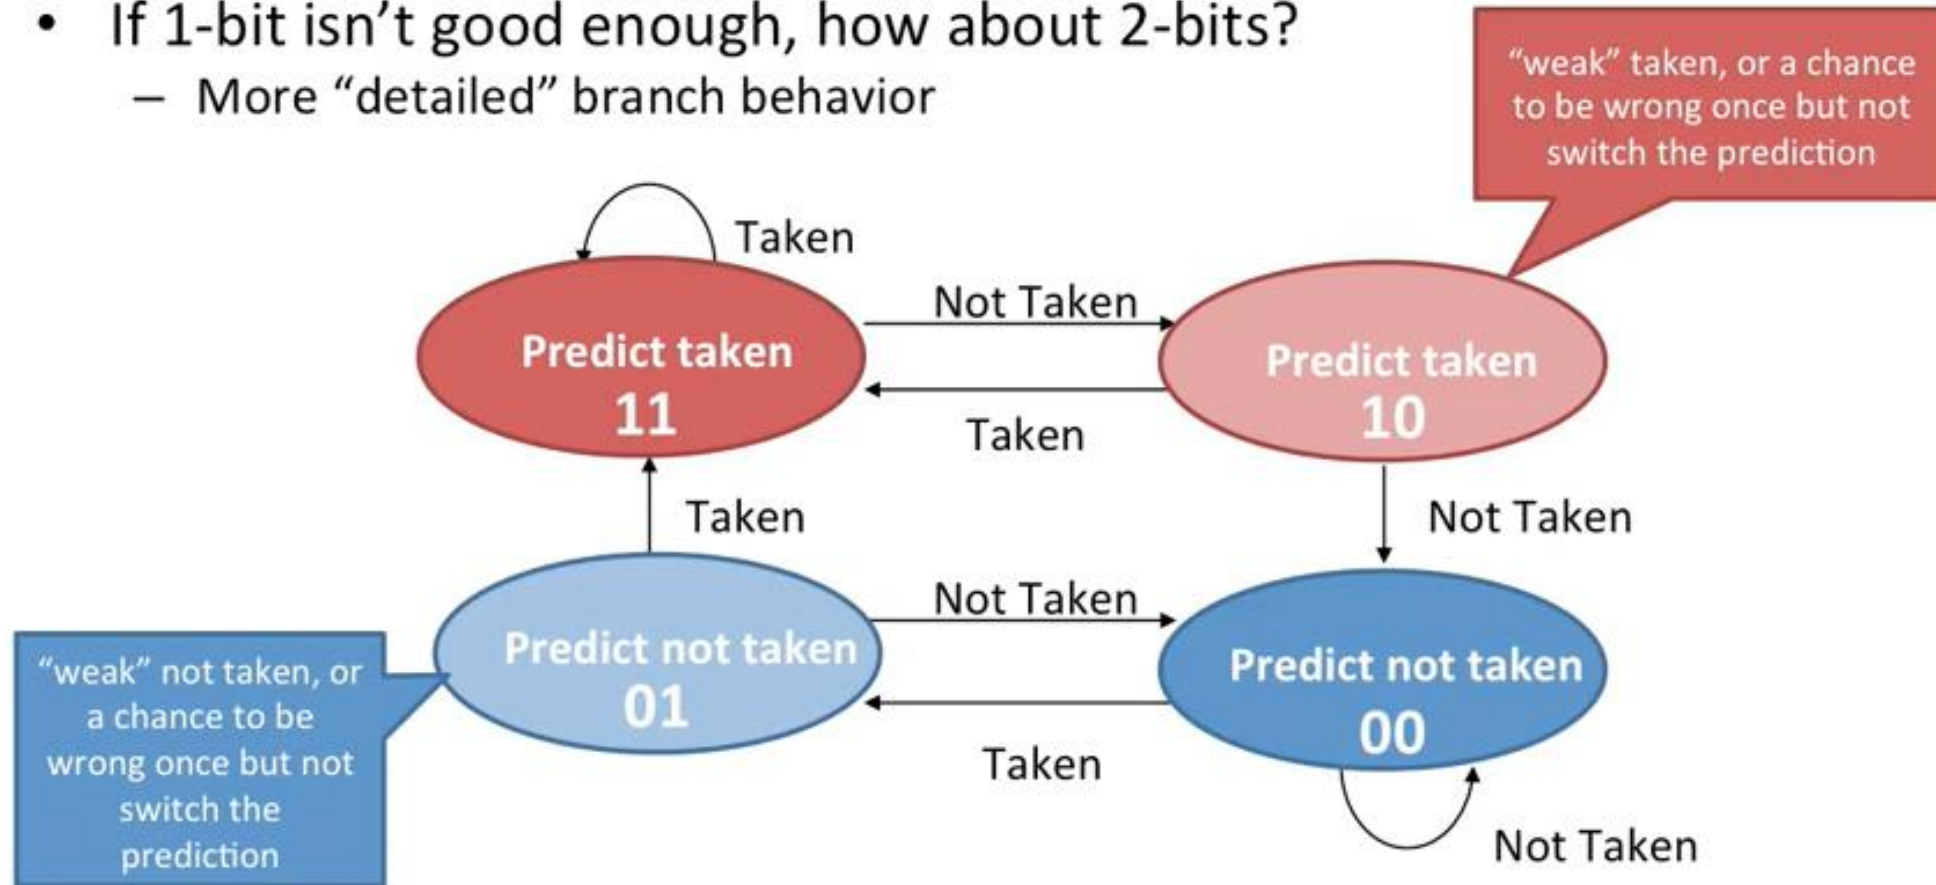 • If 1-bit isn’t good enough, how about 2-bits?
– More “detailed” branch behavior
“weak” taken, or a chance
to be wrong once but not
switch the prediction
Taken
Not Taken
Predict taken
11
Predict taken
10
Taken
Taken
Not Taken
Not Taken
Predict not taken
01
Predict not taken
00
“weak” not taken, or
a chance to be
wrong once but not
switch the
prediction
Taken
Not Taken